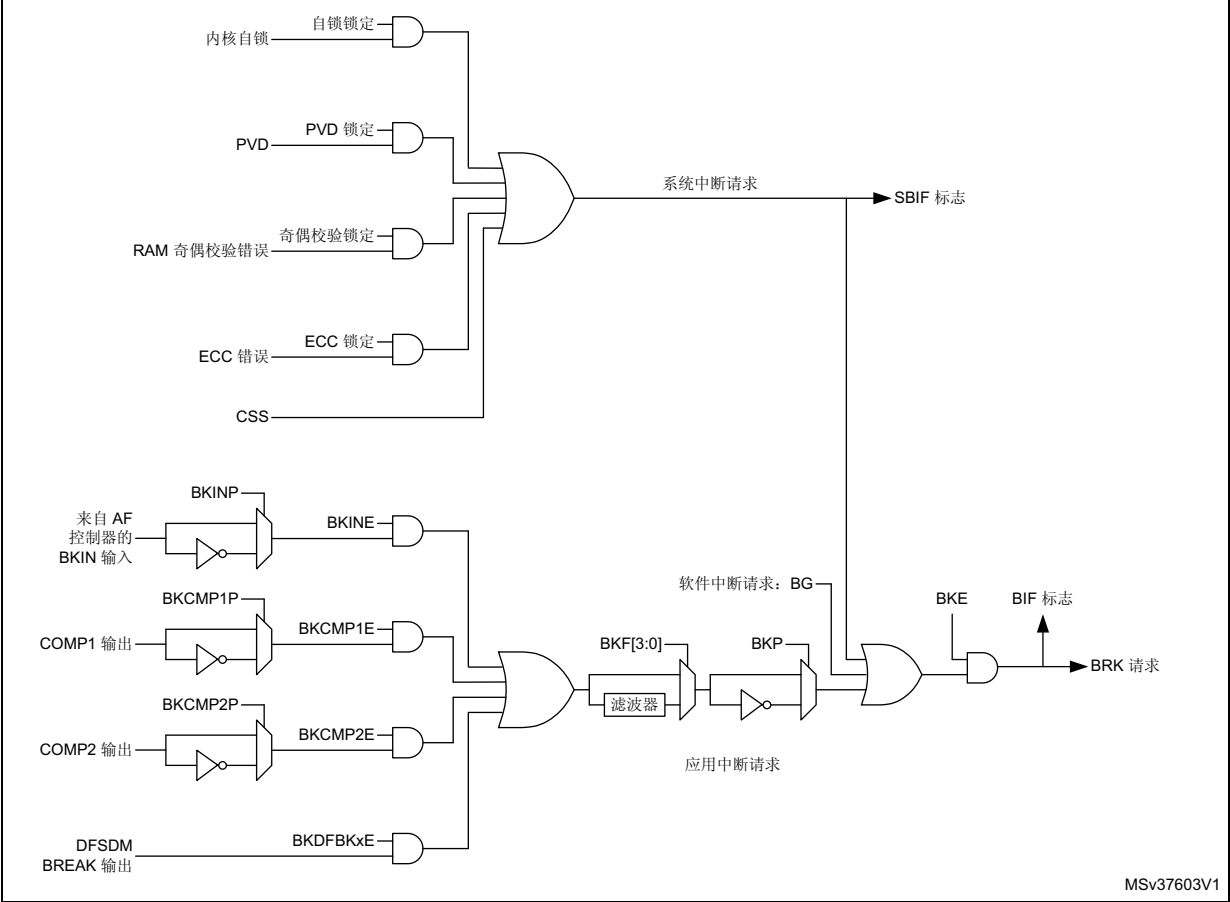 自锁锁定
内核自锁
PVD 锁定
PVD
系统中断请求
SBIF 标志
奇偶校验锁定
RAM 奇偶校验错误
ECC 锁定
ECC 错误
CSS
BKINP
来自 AF
控制器的
BKIN 输入
BKINE
BKCMP1P
COMP1 输出
BKCMP1E
BKCMP2P
COMP2 输出
BKCMP2E
DFSDM
BREAK 输出
BKDFBKxE
BKF[3:0]
滤波器
BKP
应用中断请求
软件中断请求：BG
BKE
BIF 标志
BRK 请求
MSv37603V1